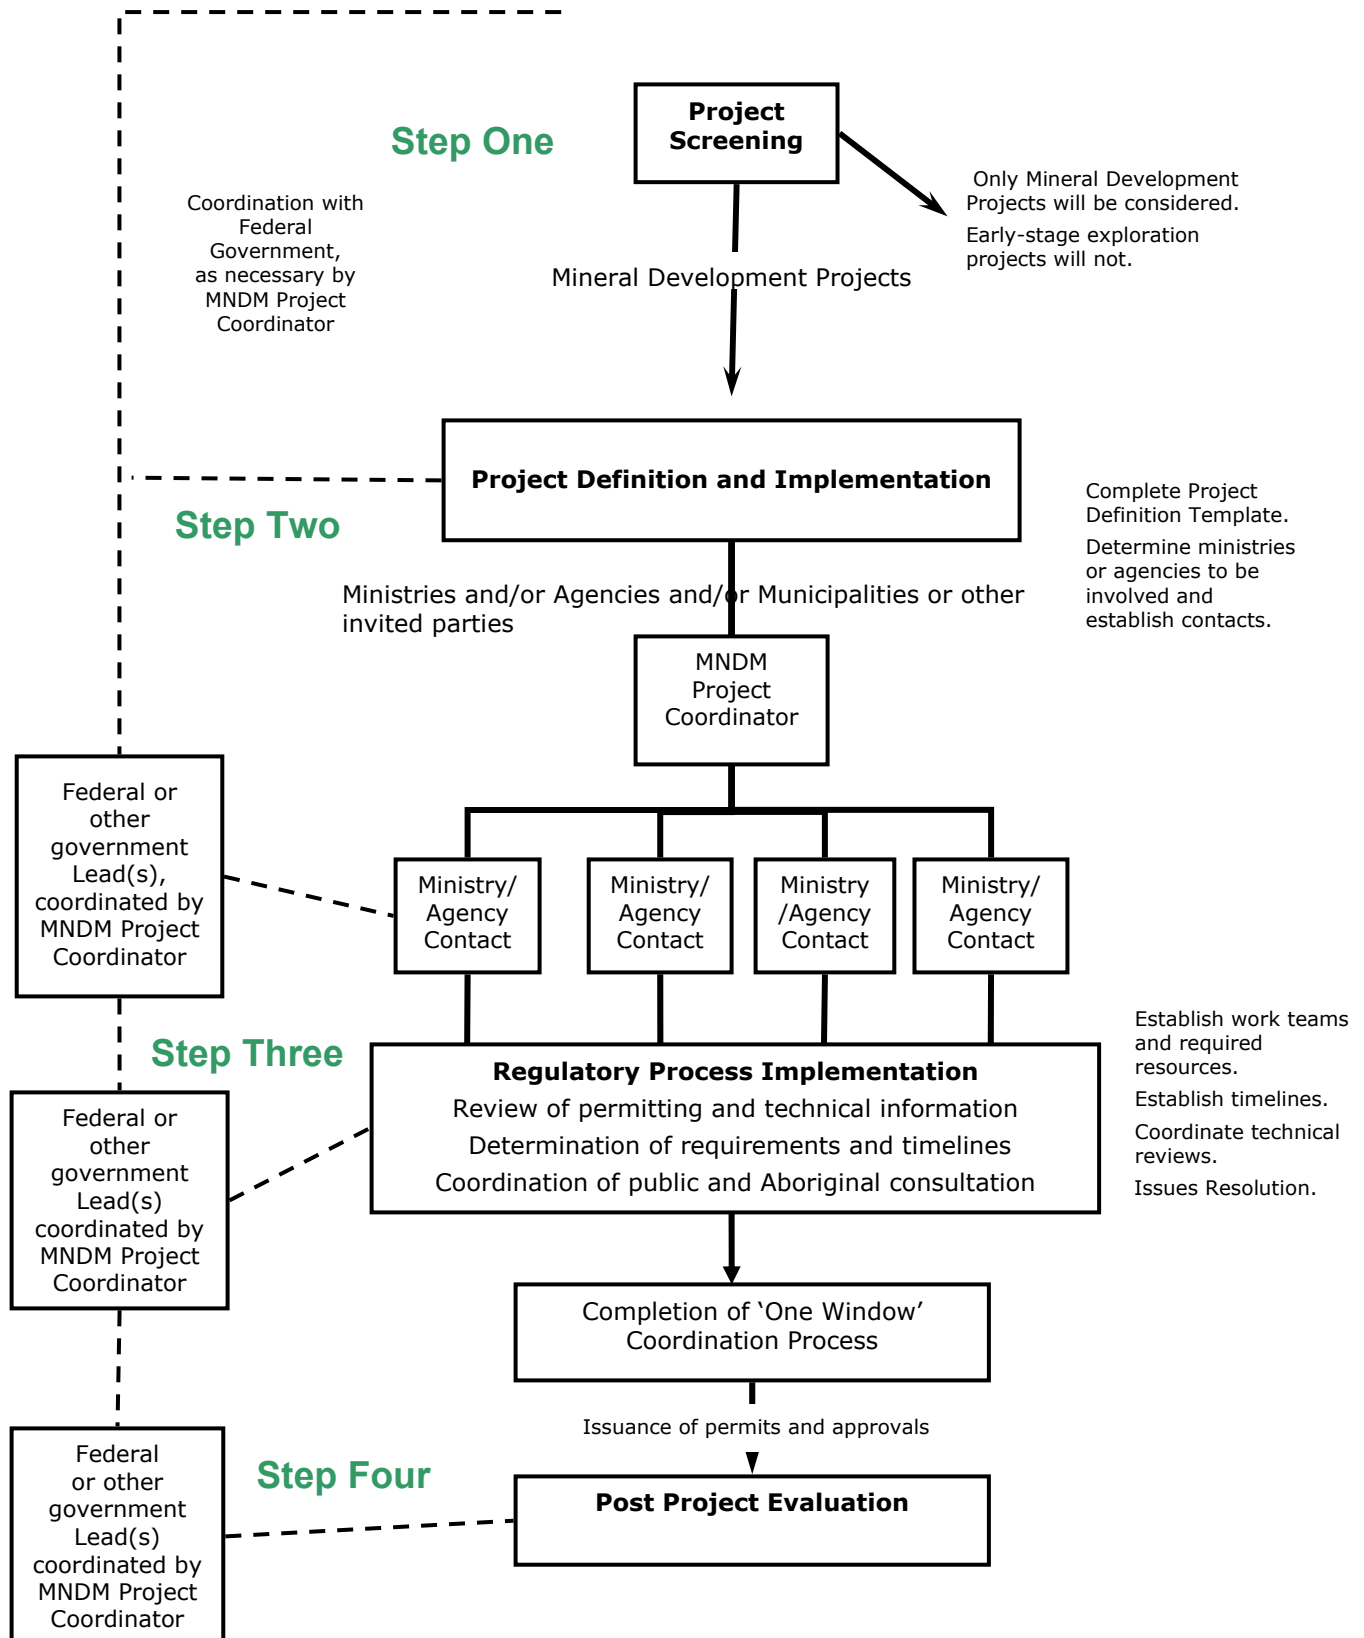 Project
Screening
Step One
Only Mineral Development
Projects will be considered.
Early-stage exploration
projects will not.
Coordination with
Federal
Government,
as necessary by
MNDM Project
Coordinator
Mineral Development Projects
Project Definition and Implementation
Step Two
Complete Project
Definition Template.
Determine ministries
or agencies to be
involved and
establish contacts.
Ministries and/or Agencies and/or Municipalities or other
invited parties
MNDM
Project
Coordinator
Federal or
other
government
Lead(s),
coordinated by
MNDM Project
Coordinator
Ministry/
Agency
Contact
Ministry/
Agency
Contact
Ministry
/Agency
Contact
Ministry/
Agency
Contact
Step Three
Regulatory Process Implementation
Review of permitting and technical information
Determination of requirements and timelines
Coordination of public and Aboriginal consultation
Establish work teams
and required
resources.
Establish timelines.
Coordinate technical
reviews.
Issues Resolution.
Federal or
other
government
Lead(s)
coordinated by
MNDM Project
Coordinator
Completion of ‘One Window’
Coordination Process
Issuance of permits and approvals
Step Four
Post Project Evaluation
Federal
or other
government
Lead(s)
coordinated by
MNDM Project
Coordinator